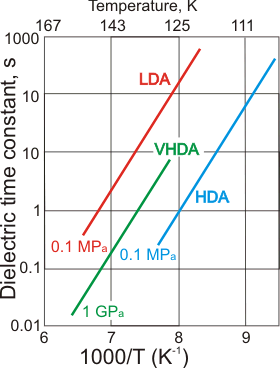 Temperature, K
167 143 125 111
Dielectric time constant, s
1000
100
10
1
0.1
0.01
LDA
VHDA
HDA
0.1 MPa
0.1 MPa
1 GPa
6 7 8 9
1000/T (K⁻¹)